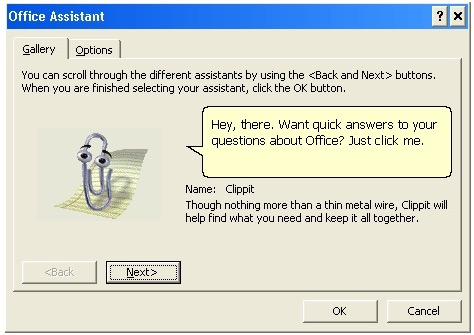 Office Assistant
Gallery
Options
You can scroll through the different assistants by using the <Back and Next> buttons.
When you are finished selecting your assistant, click the OK button.
Hey, there. Want quick answers to your
questions about Office? Just click me.
Name: Clippit
Though nothing more than a thin metal wire, Clippit will
help find what you need and keep it all together.
<Back
Next>
OK
Cancel